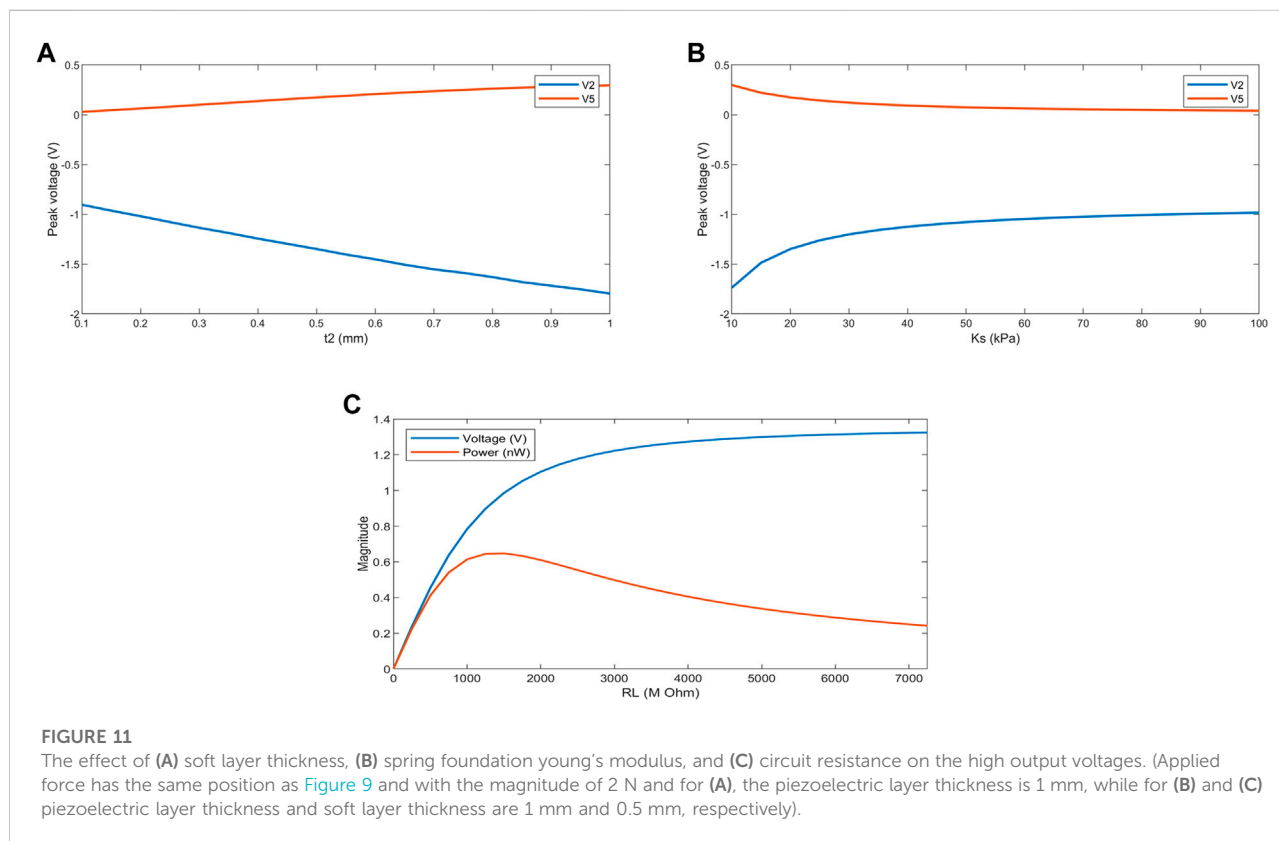 A
0.5
0
-0.5
-1
-1.5
-2
Peak voltage (V)
V2
V5
0.1 0.2 0.3 0.4 0.5 0.6 0.7 0.8 0.9 1
t2 (mm)
B
0.5
0
-0.5
-1
-1.5
-2
Peak voltage (V)
V2
V5
10 20 30 40 50 60 70 80 90 100
Ks (kPa)
C
1.4
1.2
1
0.8
0.6
0.4
0.2
0
Magnitude
Voltage (V)
Power (nW)
0 1000 2000 3000 4000 5000 6000 7000
RL (M Ohm)
FIGURE 11
The effect of (A) soft layer thickness, (B) spring foundation young's modulus, and (C) circuit resistance on the high output voltages. (Applied
force has the same position as Figure 9 and with the magnitude of 2 N and for (A), the piezoelectric layer thickness is 1 mm, while for (B) and (C)
piezoelectric layer thickness and soft layer thickness are 1 mm and 0.5 mm, respectively).